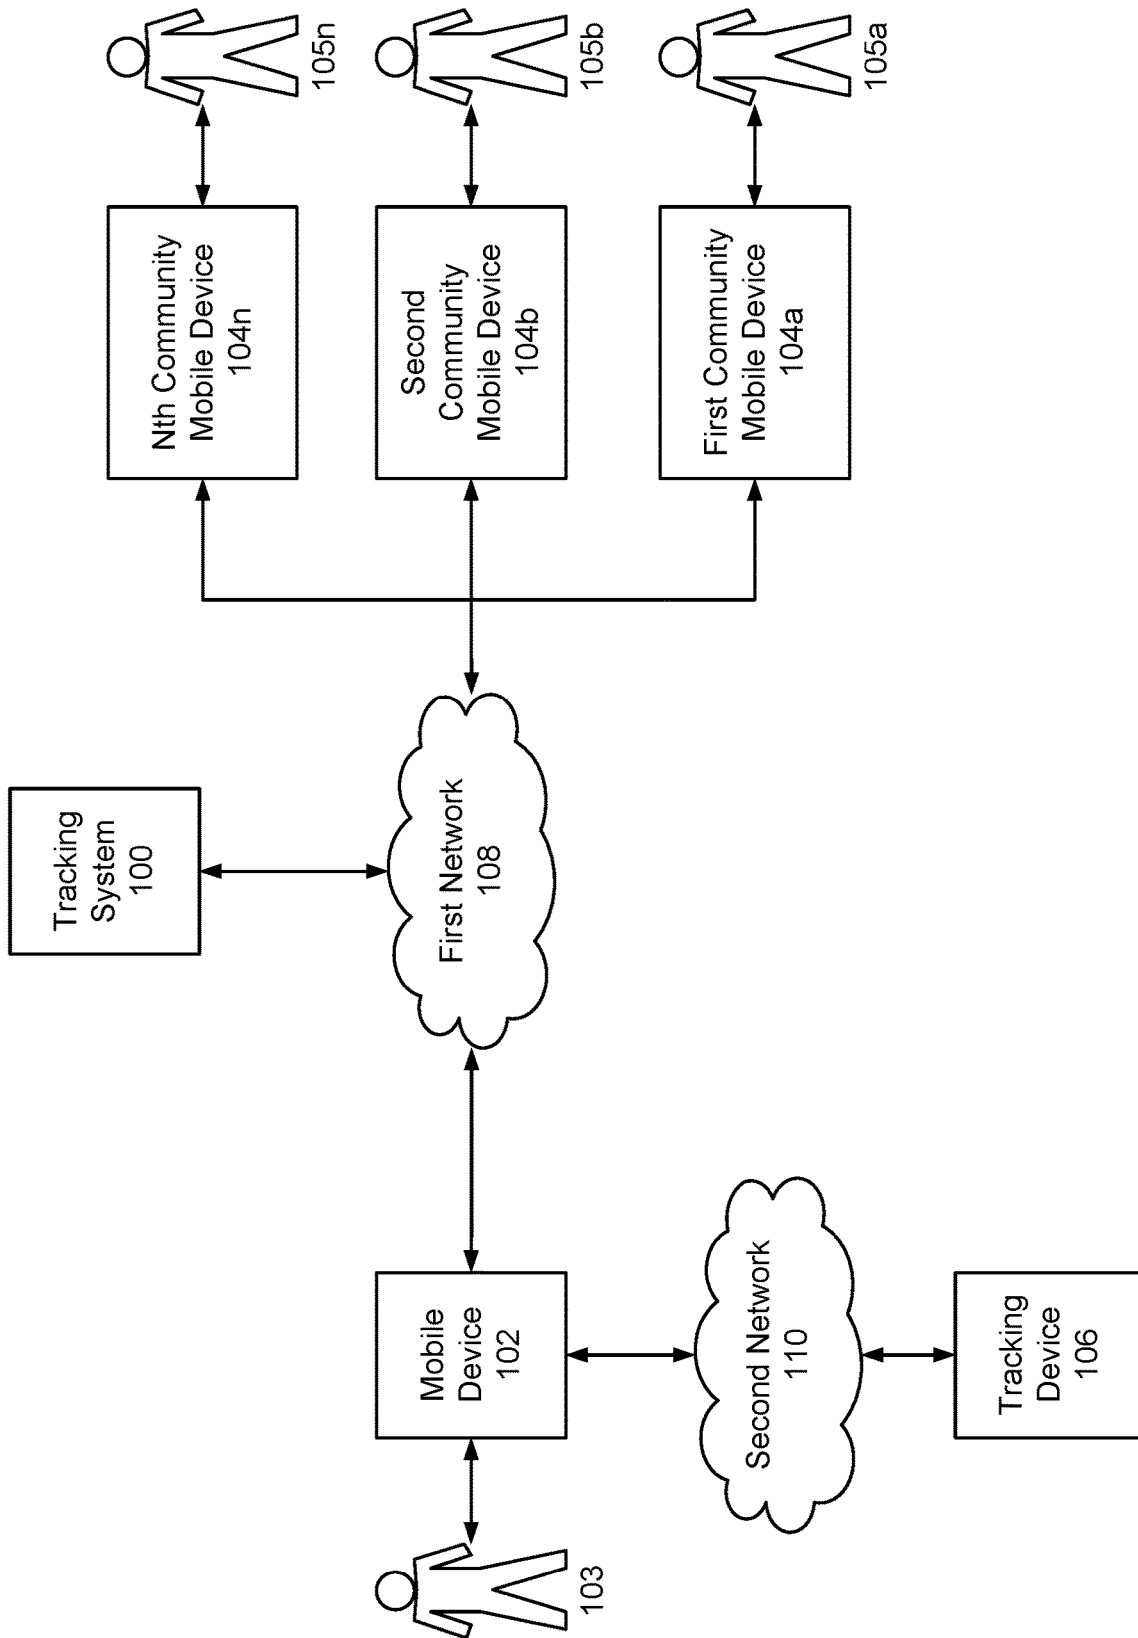 Tracking
System
100
Nth Community
Mobile Device
104n
105n
103
Mobile
Device
102
First Network
108
Second
Community
Mobile Device
104b
105b
Second Network
110
First Community
Mobile Device
104a
105a
Tracking
Device
106